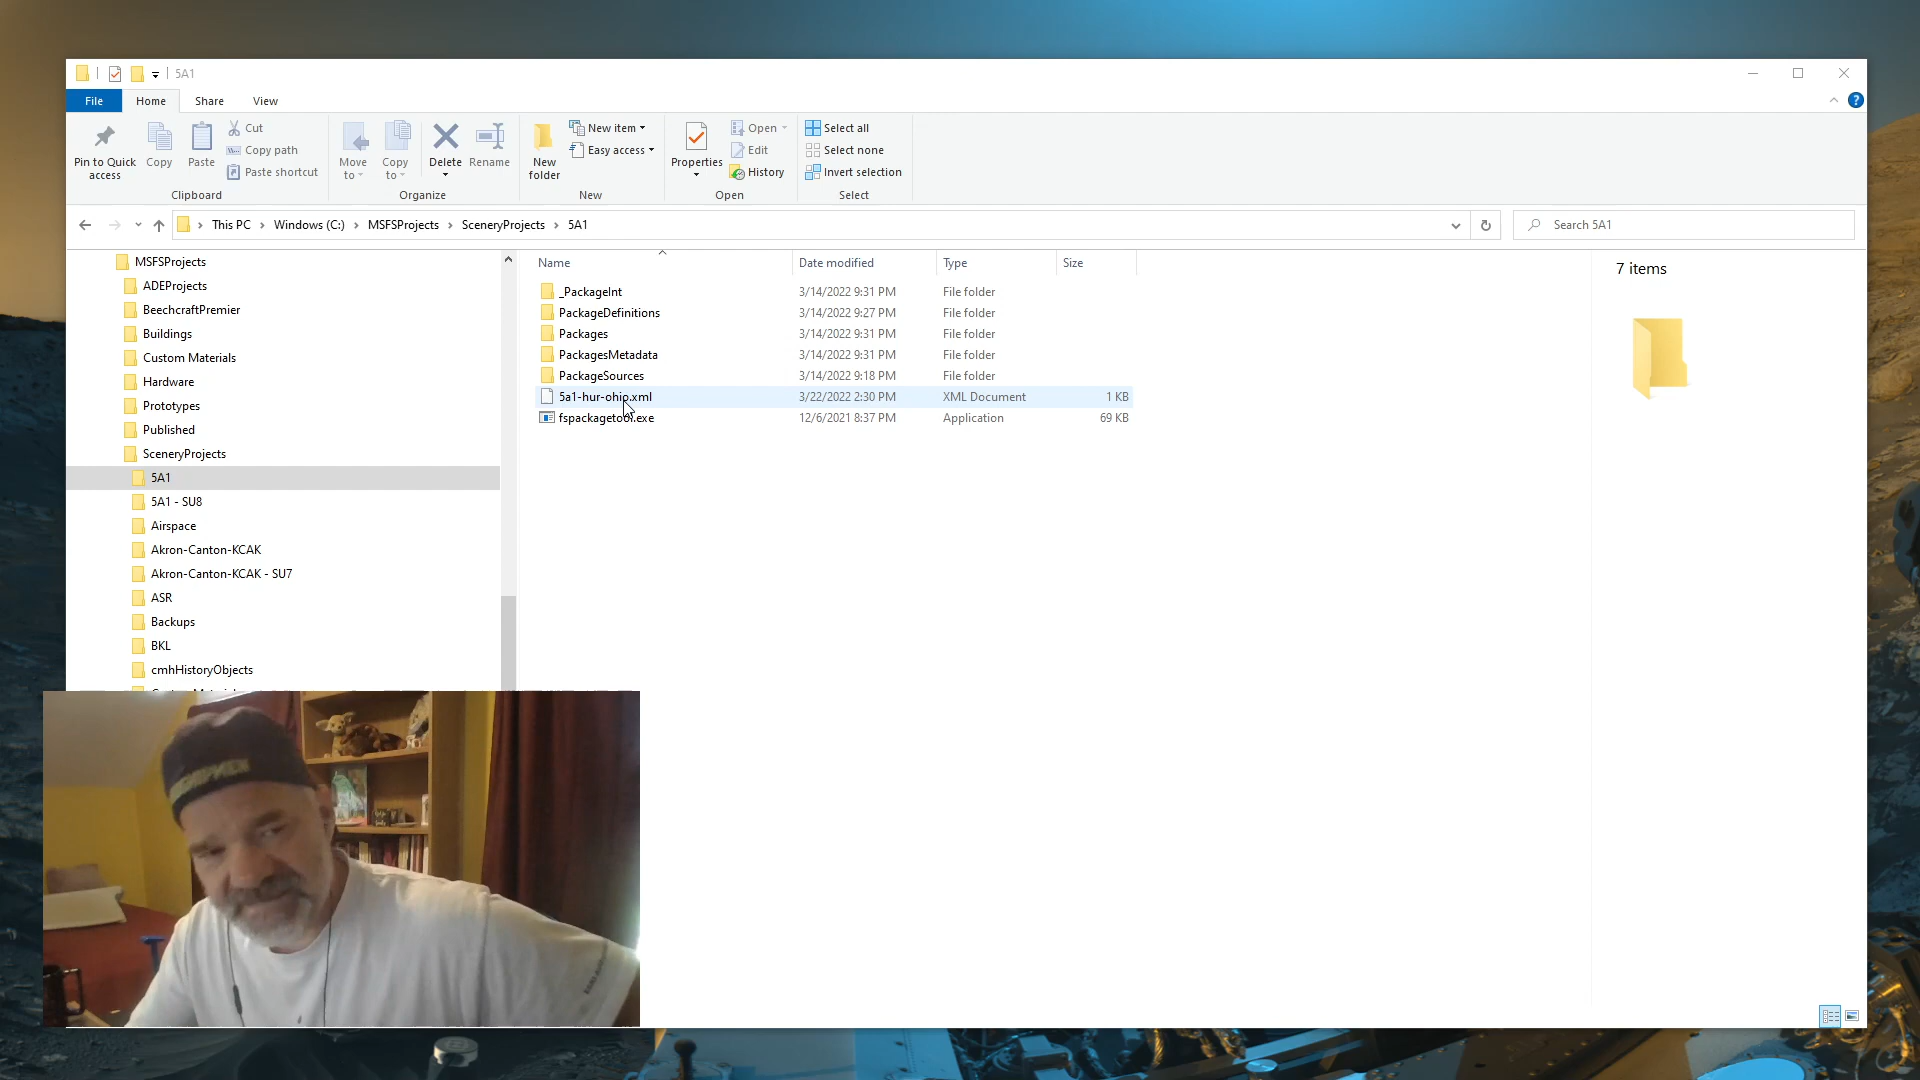 5A1
File Home Share View
Pin to Quick access
Copy
Paste
Cut
Copy path
Paste shortcut
Clipboard
Move to
Copy to
Delete
Rename
Organize
New folder
New item
Easy access
New
Properties
Open
Edit
History
Open
Select all
Select none
Invert selection
Select
This PC > Windows (C:) > MSFSProjects > SceneryProjects > 5A1
Search 5A1
MSFSProjects
ADEProjects
BeechcraftPremier
Buildings
Custom Materials
Hardware
Prototypes
Published
SceneryProjects
5A1
5A1 - SU8
Airspace
Akron-Canton-KCAK
Akron-Canton-KCAK - SU7
ASR
Backups
BKL
cmhHistoryObjects
Name Date modified Type Size
_PackageInt 3/14/2022 9:31 PM File folder
PackageDefinitions 3/14/2022 9:27 PM File folder
Packages 3/14/2022 9:31 PM File folder
PackagesMetadata 3/14/2022 9:31 PM File folder
PackageSources 3/14/2022 9:18 PM File folder
5a1-hur-ohio.xml 3/22/2022 2:30 PM XML Document 1 KB
fspackagetool.exe 12/6/2021 8:37 PM Application 69 KB
7 items